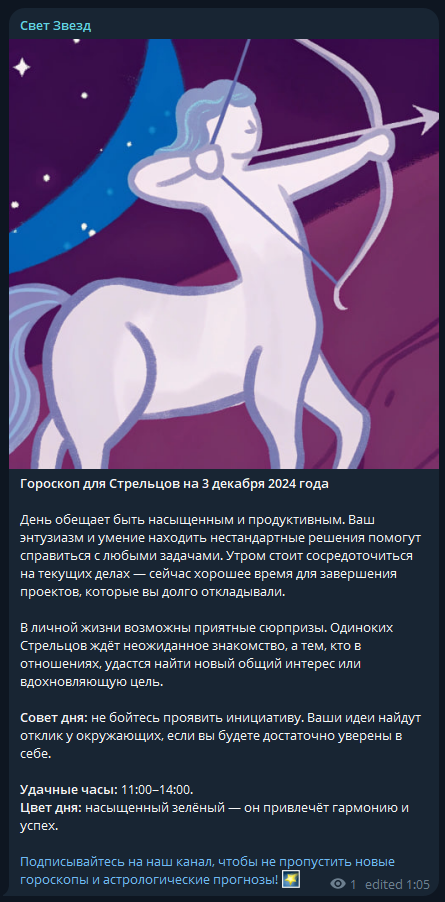 Свет Звезд
Гороскоп для Стрельцов на 3 декабря 2024 года
День обещает быть насыщенным и продуктивным. Ваш
энтузиазм и умение находить нестандартные решения помогут
справиться с любыми задачами. Утром стоит сосредоточиться
на текущих делах — сейчас хорошее время для завершения
проектов, которые вы долго откладывали.
В личной жизни возможны приятные сюрпризы. Одиноких
Стрельцов ждёт неожиданное знакомство, а тем, кто в
отношениях, удастся найти новый общий интерес или
вдохновляющую цель.
Совет дня: не бойтесь проявить инициативу. Ваши идеи найдут
отклик у окружающих, если вы будете достаточно уверены в
себе.
Удачные часы: 11:00–14:00.
Цвет дня: насыщенный зелёный — он привлечёт гармонию и
успех.
Подписывайтесь на наш канал, чтобы не пропустить новые
гороскопы и астрологические прогнозы! 🌠
1 edited 1:05